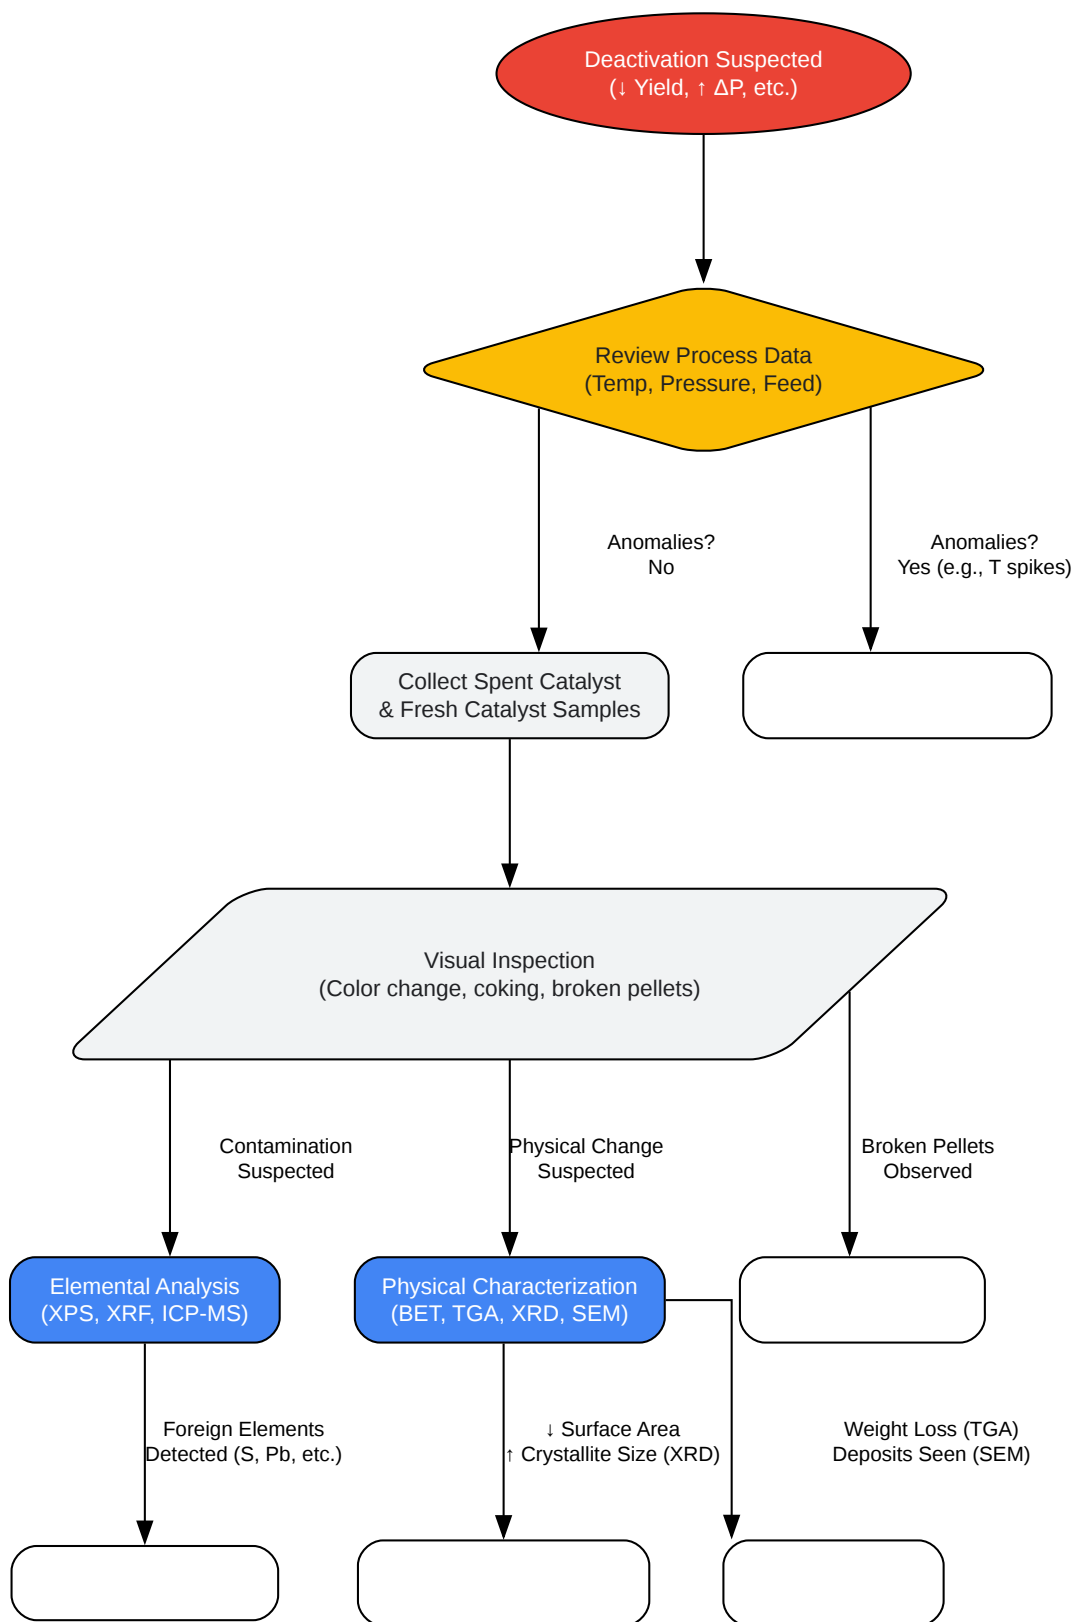 Deactivation Suspected
(↓ Yield, ↑ ΔP, etc.)
Review Process Data
(Temp, Pressure, Feed)
Anomalies?
No
Anomalies?
Yes (e.g., T spikes)
Collect Spent Catalyst
& Fresh Catalyst Samples
Visual Inspection
(Color change, coking, broken pellets)
Contamination
Suspected
Physical Change
Suspected
Broken Pellets
Observed
Elemental Analysis
(XPS, XRF, ICP-MS)
Physical Characterization
(BET, TGA, XRD, SEM)
Foreign Elements
Detected (S, Pb, etc.)
↓ Surface Area
↑ Crystallite Size (XRD)
Weight Loss (TGA)
Deposits Seen (SEM)